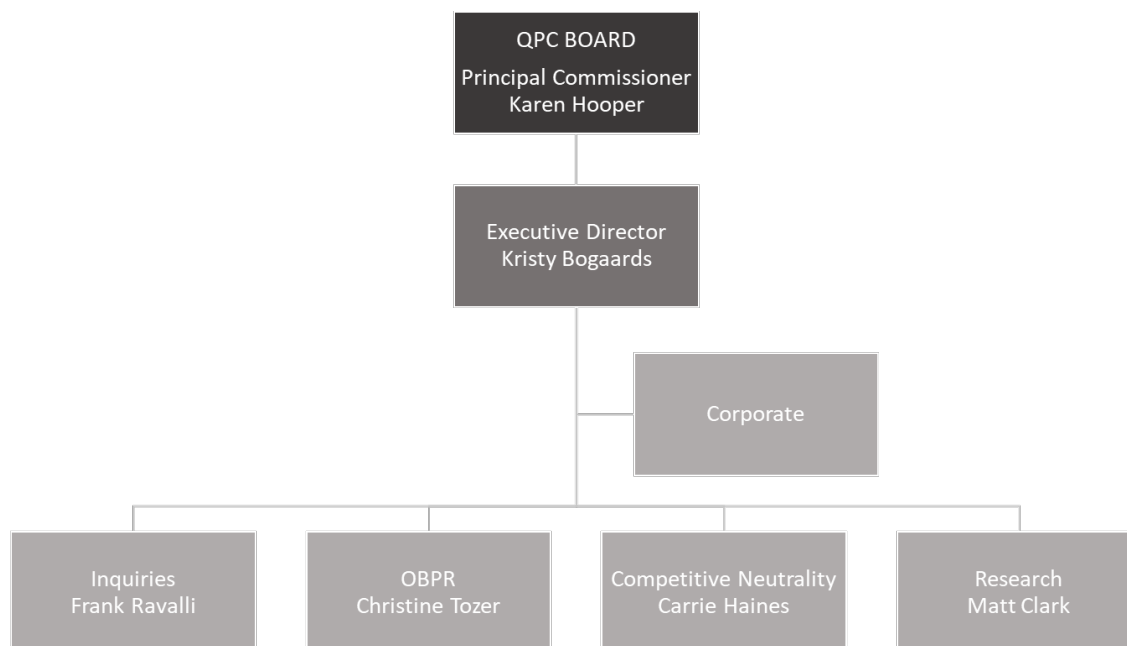 QPC BOARD
Principal Commissioner
Karen Hooper
Executive Director
Kristy Bogaards
Corporate
Inquiries
Frank Ravalli
OBPR
Christine Tozer
Competitive Neutrality
Carrie Haines
Research
Matt Clark